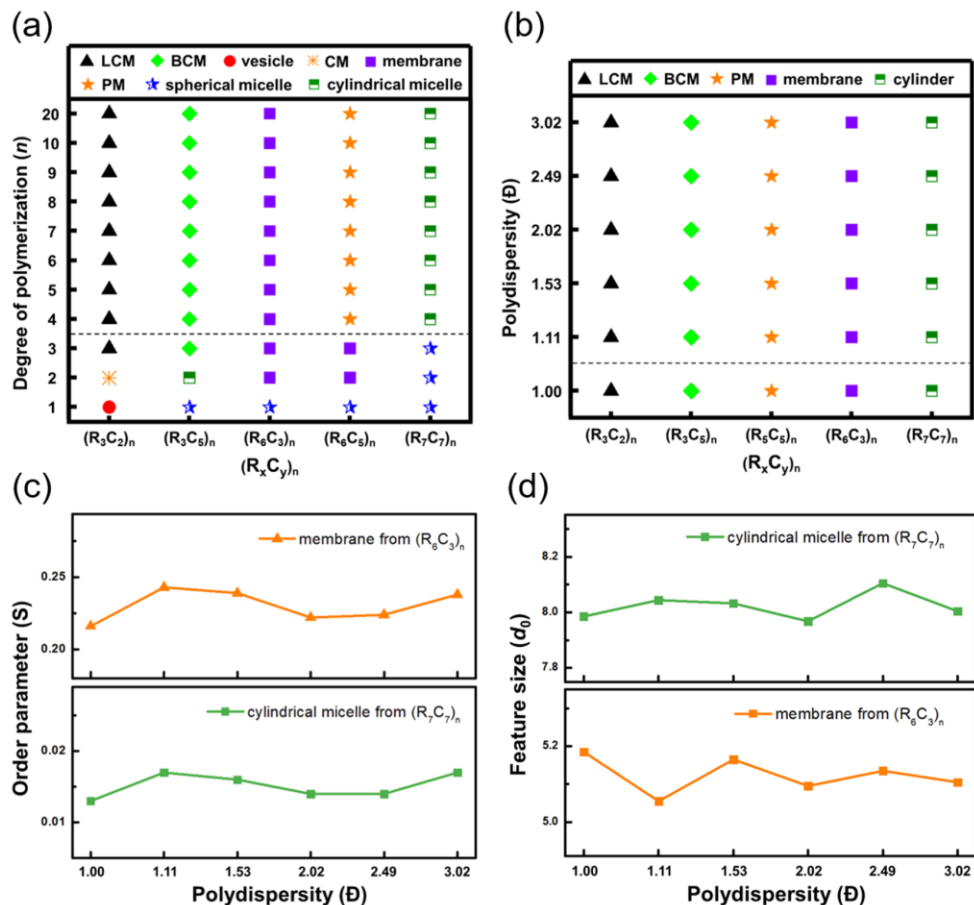 (a)
LCM BCM vesicle CM membrane
PM spherical micelle cylindrical micelle
Degree of polymerization (n)
20
10
9
8
7
6
5
4
3
2
1
(R₃C₂)ₙ (R₃C₅)ₙ (R₆C₃)ₙ (R₆C₅)ₙ (R₇C₇)ₙ
(RₓCᵧ)ₙ
(b)
LCM BCM PM membrane cylinder
Polydispersity (Đ)
3.02
2.49
2.02
1.53
1.11
1.00
(R₃C₂)ₙ (R₃C₅)ₙ (R₅C₅)ₙ (R₆C₃)ₙ (R₇C₇)ₙ
(RₓCᵧ)ₙ
(c)
Order parameter (S)
membrane from (R₆C₃)ₙ
0.25
0.20
cylindrical micelle from (R₇C₇)ₙ
0.02
0.01
1.00 1.11 1.53 2.02 2.49 3.02
Polydispersity (Đ)
(d)
Feature size (d₀)
cylindrical micelle from (R₇C₇)ₙ
8.2
8.0
7.8
membrane from (R₆C₃)ₙ
5.2
5.0
1.00 1.11 1.53 2.02 2.49 3.02
Polydispersity (Đ)